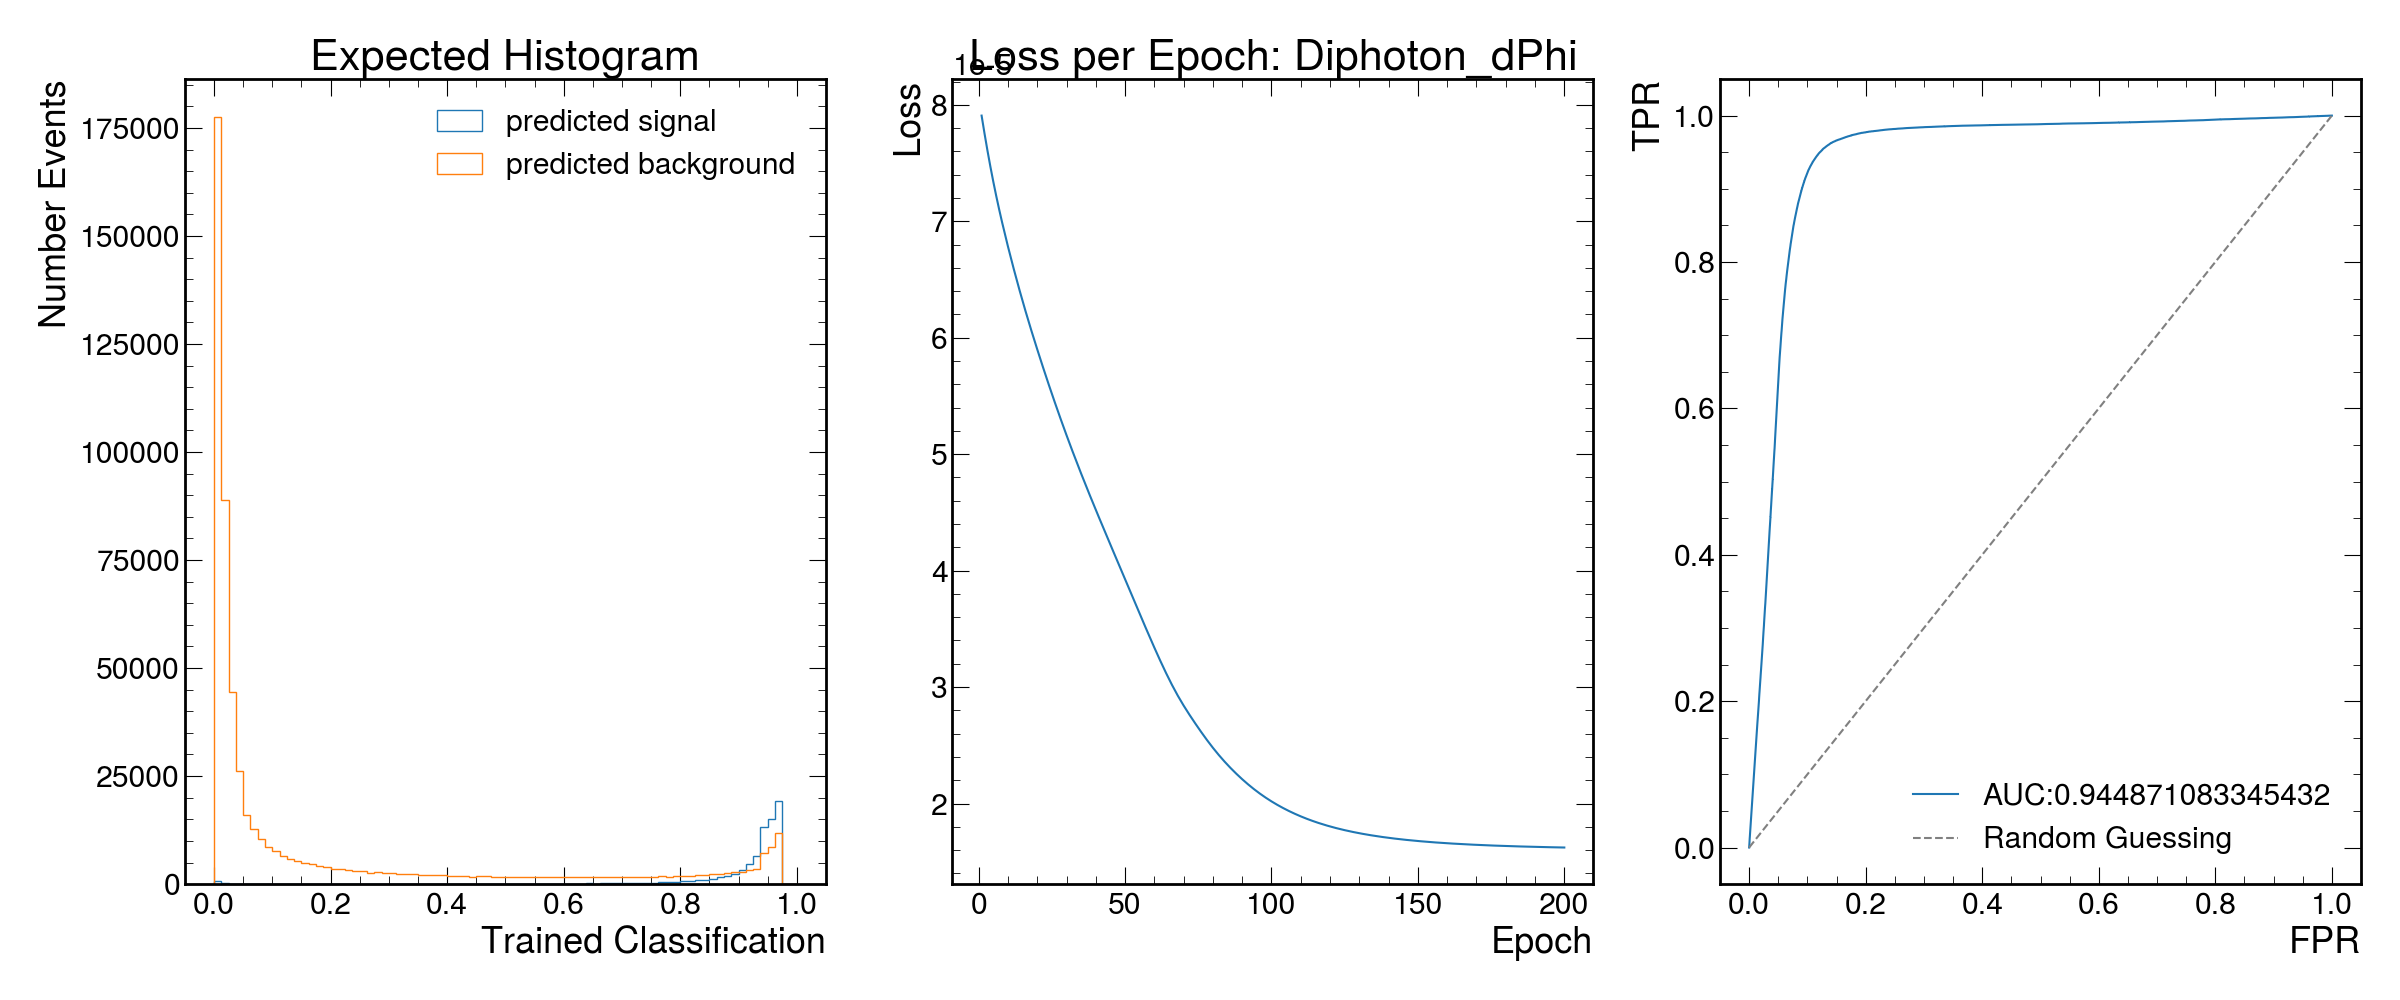 Expected Histogram
Number Events
175000
150000
125000
100000
75000
50000
25000
0
predicted signal
predicted background
0.0 0.2 0.4 0.6 0.8 1.0
Trained Classification
Loss per Epoch: Diphoton_dPhi
1e-5
Loss
8
7
6
5
4
3
2
0 50 100 150 200
Epoch
TPR
1.0
0.8
0.6
0.4
0.2
0.0
AUC:0.944871083345432
Random Guessing
0.0 0.2 0.4 0.6 0.8 1.0
FPR